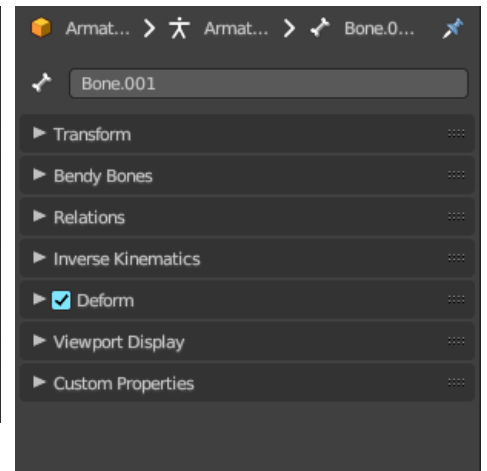 Armat... Armat... Bone.0...
Bone.001
Transform
Bendy Bones
Relations
Inverse Kinematics
Deform
Viewport Display
Custom Properties